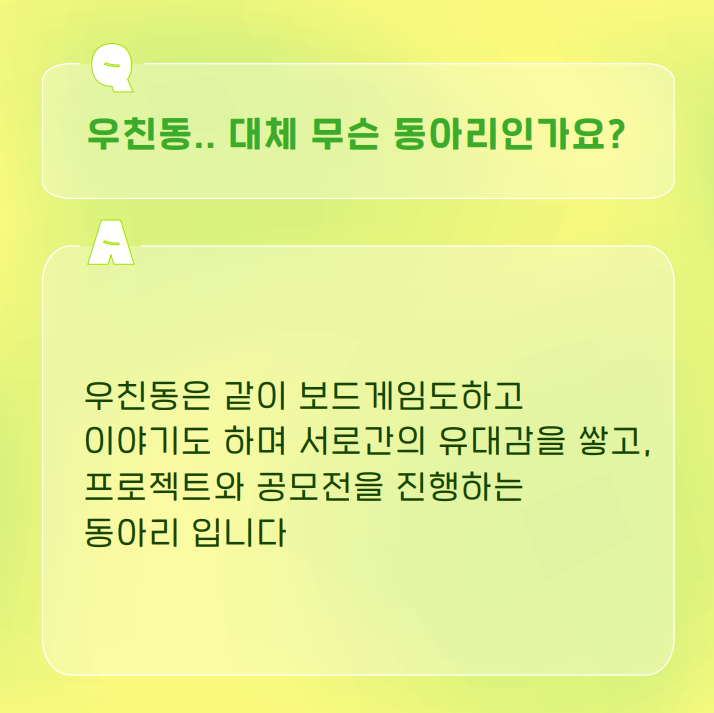 Q
우친동.. 대체 무슨 동아리인가요?
A
우친동은 같이 보드게임도하고
이야기도 하며 서로간의 유대감을 쌓고,
프로젝트와 공모전을 진행하는
동아리 입니다